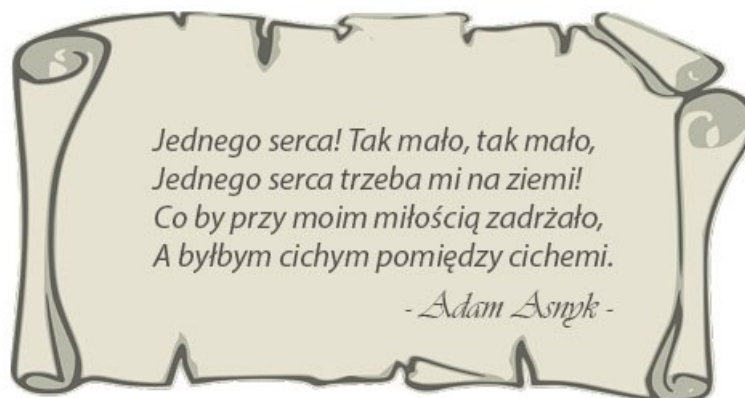 Jednego serca! Tak mało, tak mało,
Jednego serca trzeba mi na ziemi!
Co by przy moim miłością zadrżało,
A byłbym cichym pomiędzy cichemi.
- Adam Asnyk -